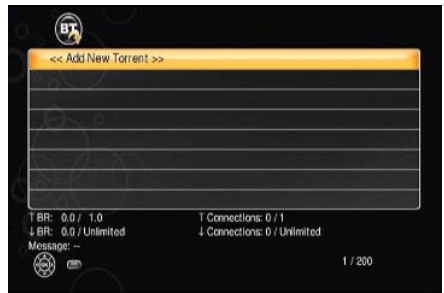 BT
<< Add New Torrent >>
↑BR: 0.0 / 1.0 ↑ Connections: 0 / 1
↓BR: 0.0 / Unlimited ↓ Connections: 0 / Unlimited
Message: --
OK
1 / 200